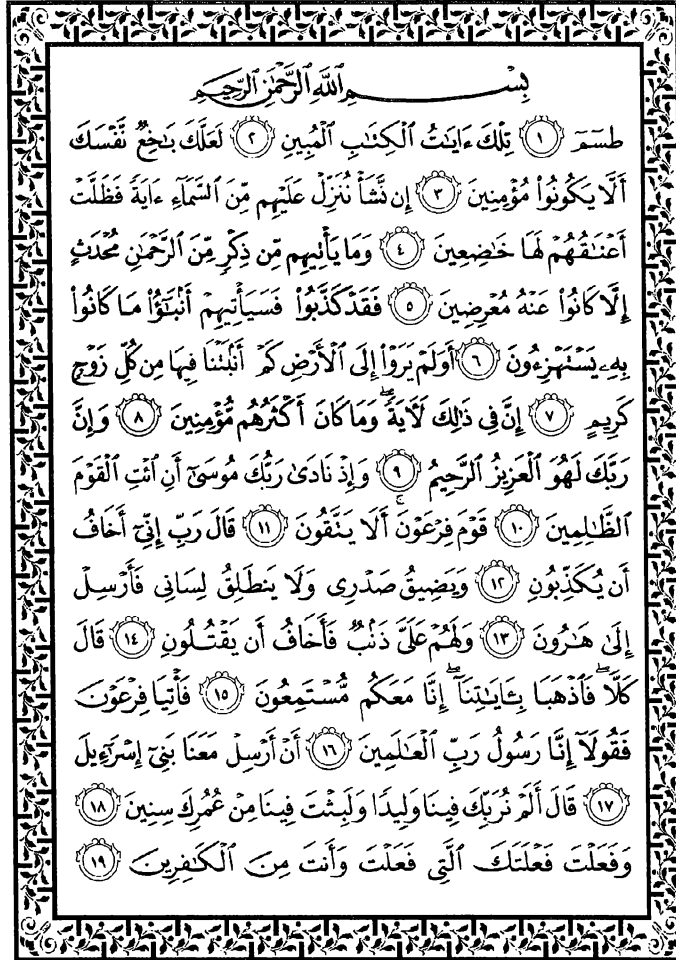 بِسْمِ ٱللَّهِ ٱلرَّحْمَٰنِ ٱلرَّحِيمِ
طسٓمٓ ١ تِلْكَ ءَايَٰتُ ٱلْكِتَٰبِ ٱلْمُبِينِ ٢ لَعَلَّكَ بَٰخِعٌ نَّفْسَكَ
أَلَّا يَكُونُوا۟ مُؤْمِنِينَ ٣ إِن نَّشَأْ نُنَزِّلْ عَلَيْهِم مِّنَ ٱلسَّمَآءِ ءَايَةً فَظَلَّتْ
أَعْنَٰقُهُمْ لَهَا خَٰضِعِينَ ٤ وَمَا يَأْتِيهِم مِّن ذِكْرٍ مِّنَ ٱلرَّحْمَٰنِ مُحْدَثٍ
إِلَّا كَانُوا۟ عَنْهُ مُعْرِضِينَ ٥ فَقَدْ كَذَّبُوا۟ فَسَيَأْتِيهِمْ أَنۢبَٰٓؤُا۟ مَا كَانُوا۟
بِهِۦ يَسْتَهْزِءُونَ ٦ أَوَلَمْ يَرَوْا۟ إِلَى ٱلْأَرْضِ كَمْ أَنۢبَتْنَا فِيهَا مِن كُلِّ زَوْجٍ
كَرِيمٍ ٧ إِنَّ فِى ذَٰلِكَ لَءَايَةً ۖ وَمَا كَانَ أَكْثَرُهُم مُّؤْمِنِينَ ٨ وَإِنَّ
رَبَّكَ لَهُوَ ٱلْعَزِيزُ ٱلرَّحِيمُ ٩ وَإِذْ نَادَىٰ رَبُّكَ مُوسَىٰٓ أَنِ ٱئْتِ ٱلْقَوْمَ
ٱلظَّٰلِمِينَ ١٠ قَوْمَ فِرْعَوْنَ ۚ أَلَا يَتَّقُونَ ١١ قَالَ رَبِّ إِنِّىٓ أَخَافُ
أَن يُكَذِّبُونِ ١٢ وَيَضِيقُ صَدْرِى وَلَا يَنطَلِقُ لِسَانِى فَأَرْسِلْ
إِلَىٰ هَٰرُونَ ١٣ وَلَهُمْ عَلَىَّ ذَنۢبٌ فَأَخَافُ أَن يَقْتُلُونِ ١٤ قَالَ
كَلَّا ۖ فَٱذْهَبَا بِـَٔايَٰتِنَآ ۖ إِنَّا مَعَكُم مُّسْتَمِعُونَ ١٥ فَأْتِيَا فِرْعَوْنَ
فَقُولَآ إِنَّا رَسُولُ رَبِّ ٱلْعَٰلَمِينَ ١٦ أَنْ أَرْسِلْ مَعَنَا بَنِىٓ إِسْرَٰٓءِيلَ
١٧ قَالَ أَلَمْ نُرَبِّكَ فِينَا وَلِيدًا وَلَبِثْتَ فِينَا مِنْ عُمُرِكَ سِنِينَ ١٨
وَفَعَلْتَ فَعْلَتَكَ ٱلَّتِى فَعَلْتَ وَأَنتَ مِنَ ٱلْكَٰفِرِينَ ١٩